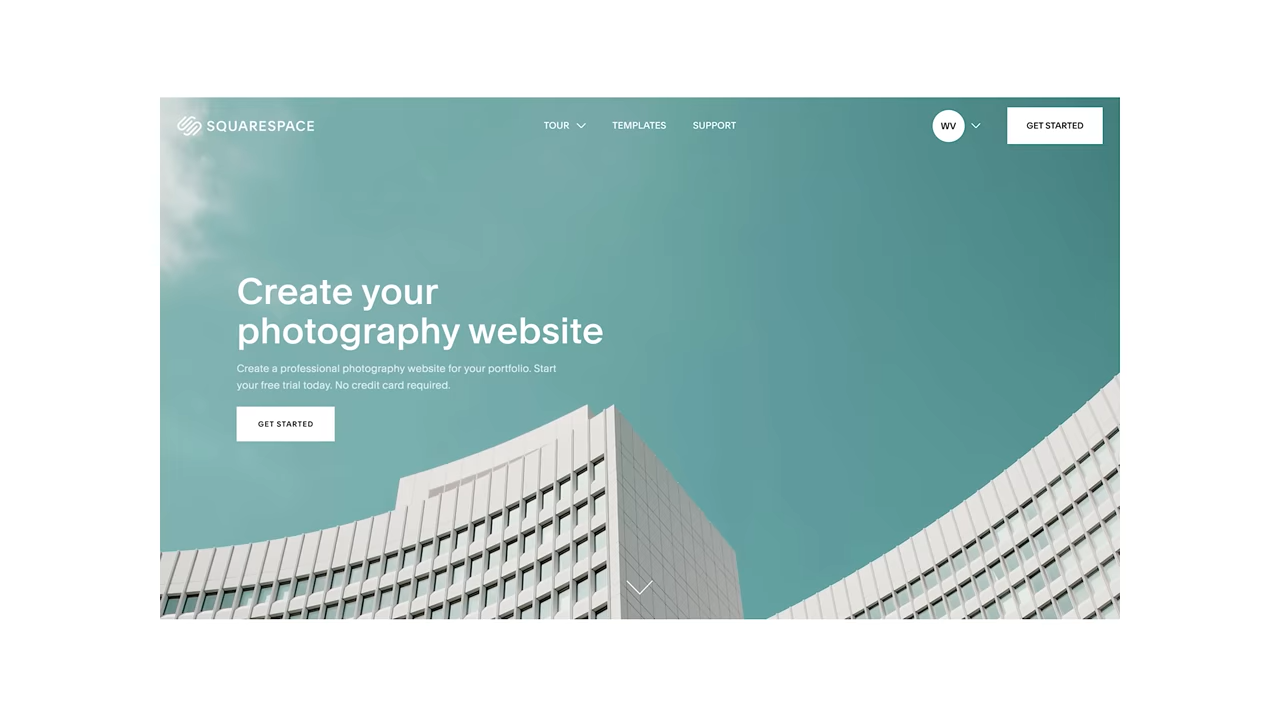 SQUARESPACE
TOUR
TEMPLATES
SUPPORT
WV
GET STARTED
Create your
photography website
Create a professional photography website for your portfolio. Start
your free trial today. No credit card required.
GET STARTED